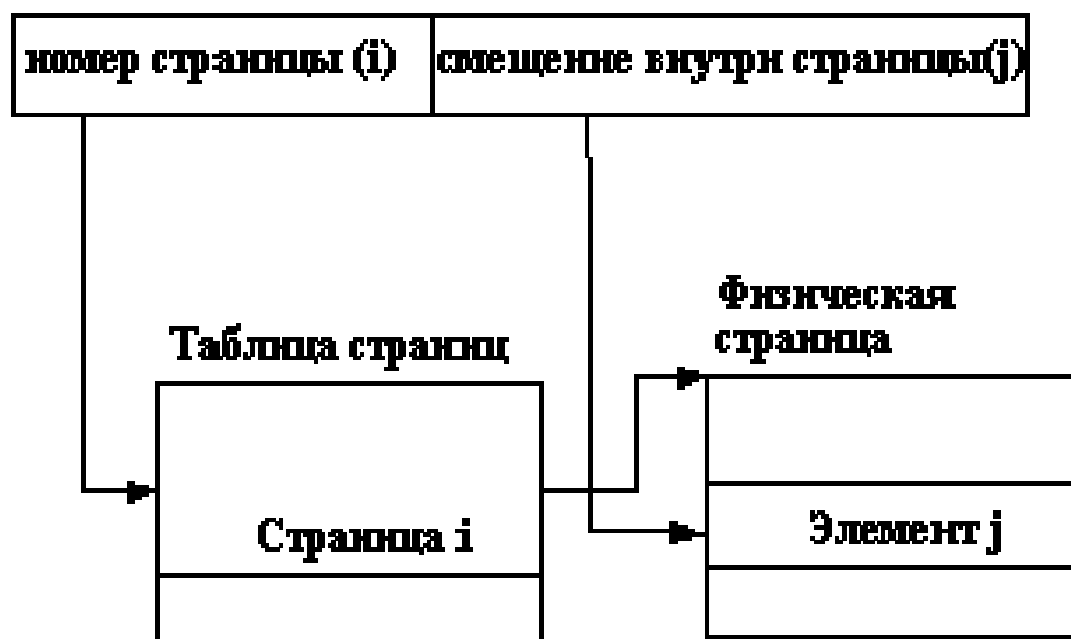 номер страницы (i) смещение внутри страницы(j)
Физическая
страница
Таблица страниц
Страница i
Элемент j